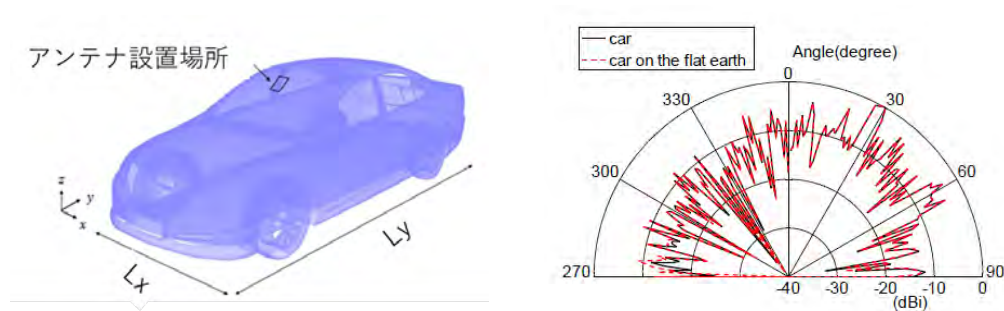 アンテナ設置場所
z
y
x
Lx
Ly
car
car on the flat earth
Angle(degree)
0
330
30
300
60
270
90
-40
-30
-20
-10
0
(dBi)